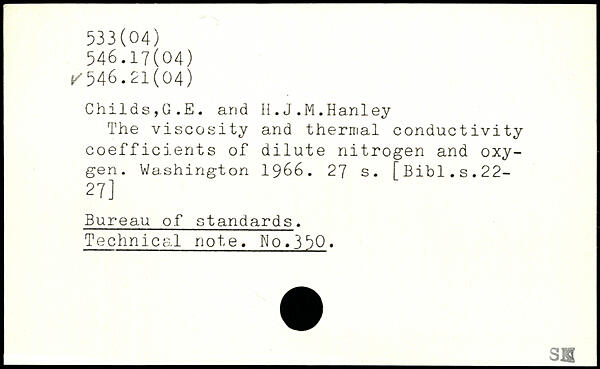 533(04)
546.17(04)
✓546.21(04)
Childs,G.E. and H.J.M.Hanley
The viscosity and thermal conductivity
coefficients of dilute nitrogen and oxy-
gen. Washington 1966. 27 s. [Bibl.s.22-
27]
Bureau of standards.
Technical note. No.350.